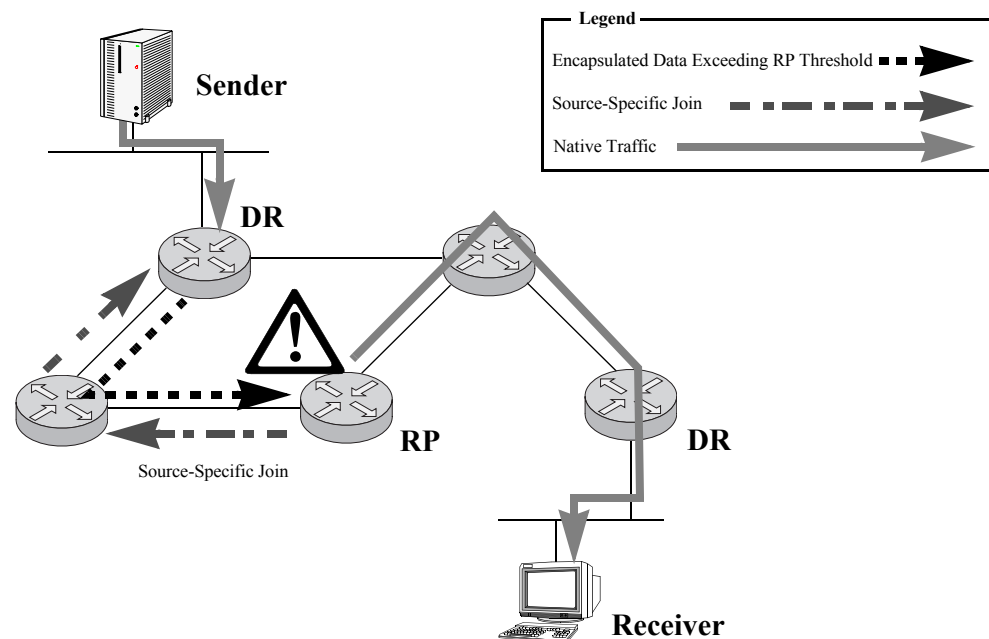 Legend
Encapsulated Data Exceeding RP Threshold
Source-Specific Join
Native Traffic
Sender
DR
RP
DR
Source-Specific Join
Receiver